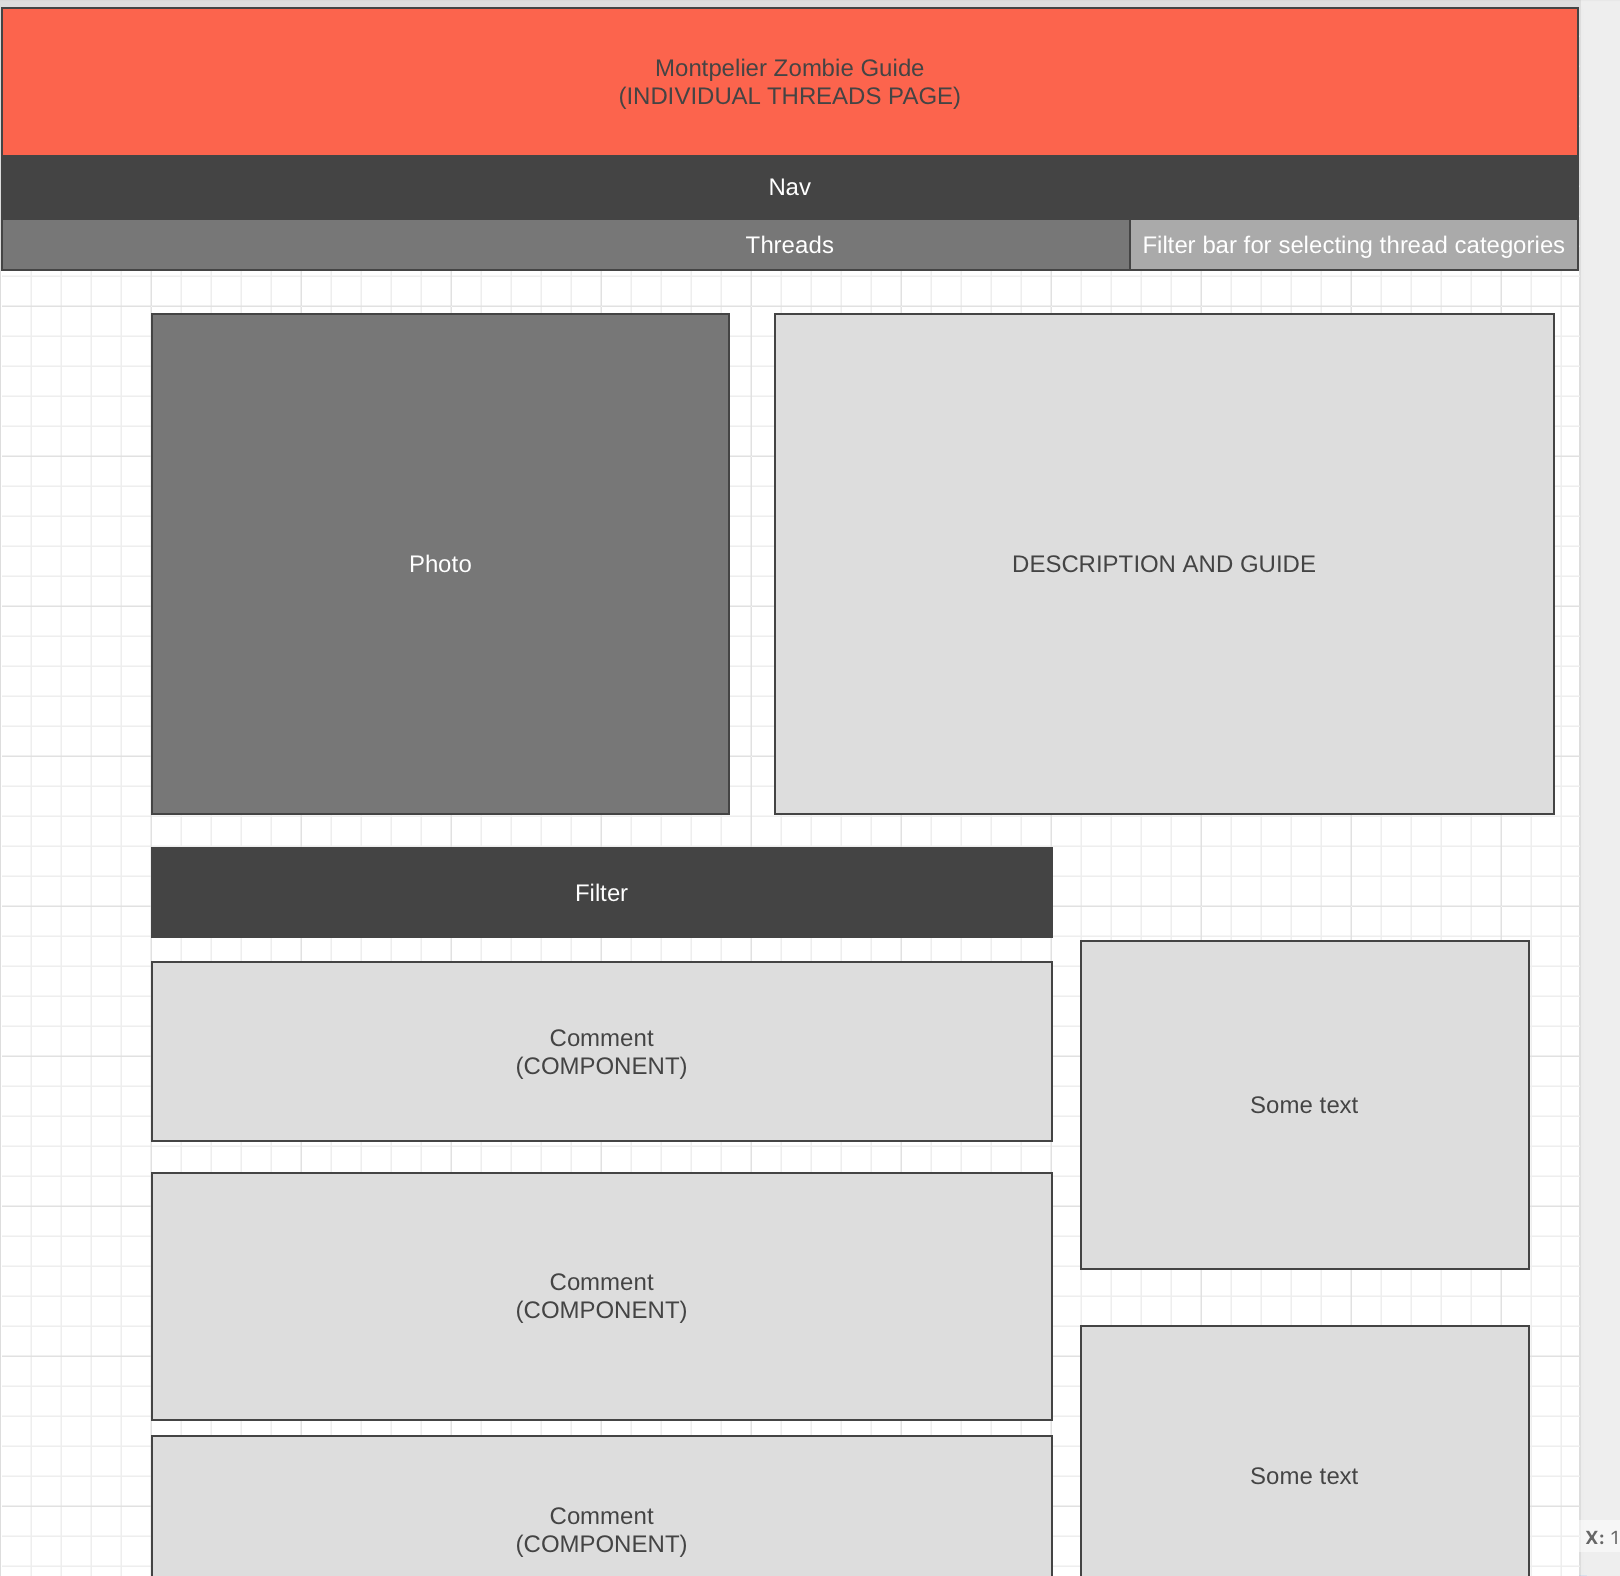 Montpelier Zombie Guide
(INDIVIDUAL THREADS PAGE)
Nav
Threads
Filter bar for selecting thread categories
Photo
DESCRIPTION AND GUIDE
Filter
Comment
(COMPONENT)
Some text
Comment
(COMPONENT)
Some text
Comment
(COMPONENT)
X: 1